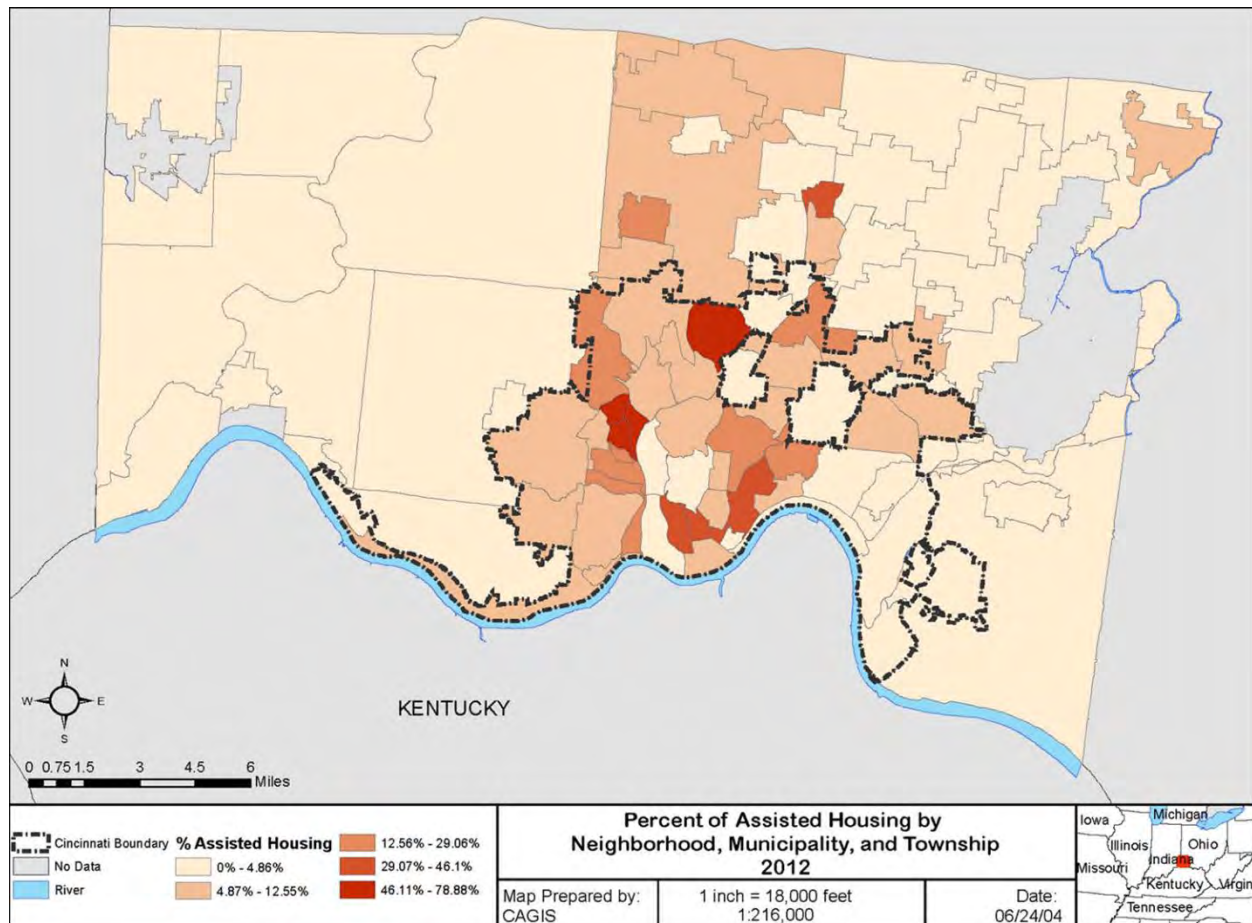 N
W E
S
KENTUCKY
0 0.75 1.5 3 4.5 6
Miles
Cincinnati Boundary
No Data
River
% Assisted Housing
0% - 4.86%
4.87% - 12.55%
12.56% - 29.06%
29.07% - 46.1%
46.11% - 78.88%
Percent of Assisted Housing by
Neighborhood, Municipality, and Township
2012
Map Prepared by:
CAGIS
1 inch = 18,000 feet
1:216,000
Date:
06/24/04
Iowa
Michigan
Illinois
Indiana
Ohio
Missouri
Kentucky
Virgin
Tennessee